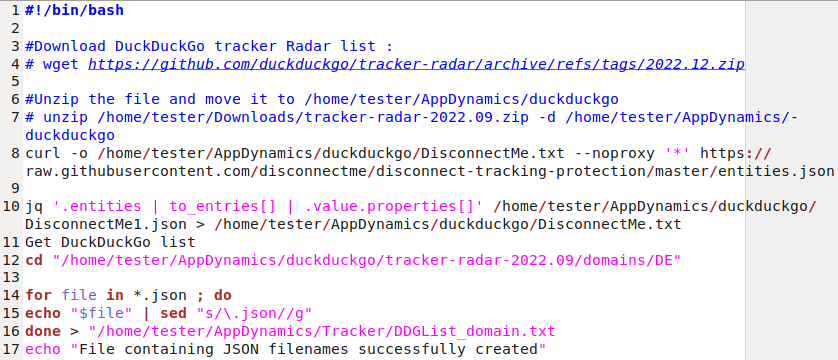 1 #!/bin/bash
2
3 #Download DuckDuckGo tracker Radar list :
4 # wget https://github.com/duckduckgo/tracker-radar/archive/refs/tags/2022.12.zip
5
6 #Unzip the file and move it to /home/tester/AppDynamics/duckduckgo
7 # unzip /home/tester/Downloads/tracker-radar-2022.09.zip -d /home/tester/AppDynamics/-
duckduckgo
8 curl -o /home/tester/AppDynamics/duckduckgo/DisconnectMe.txt --noproxy '*' https://
raw.githubusercontent.com/disconnectme/disconnect-tracking-protection/master/entities.json
9
10 jq '.entities | to_entries[] | .value.properties[]' /home/tester/AppDynamics/duckduckgo/
DisconnectMe1.json > /home/tester/AppDynamics/duckduckgo/DisconnectMe.txt
11 Get DuckDuckGo list
12 cd "/home/tester/AppDynamics/duckduckgo/tracker-radar-2022.09/domains/DE"
13
14 for file in *.json ; do
15 echo "$file" | sed "s/\.json//g"
16 done > "/home/tester/AppDynamics/Tracker/DDGList_domain.txt
17 echo "File containing JSON filenames successfully created"